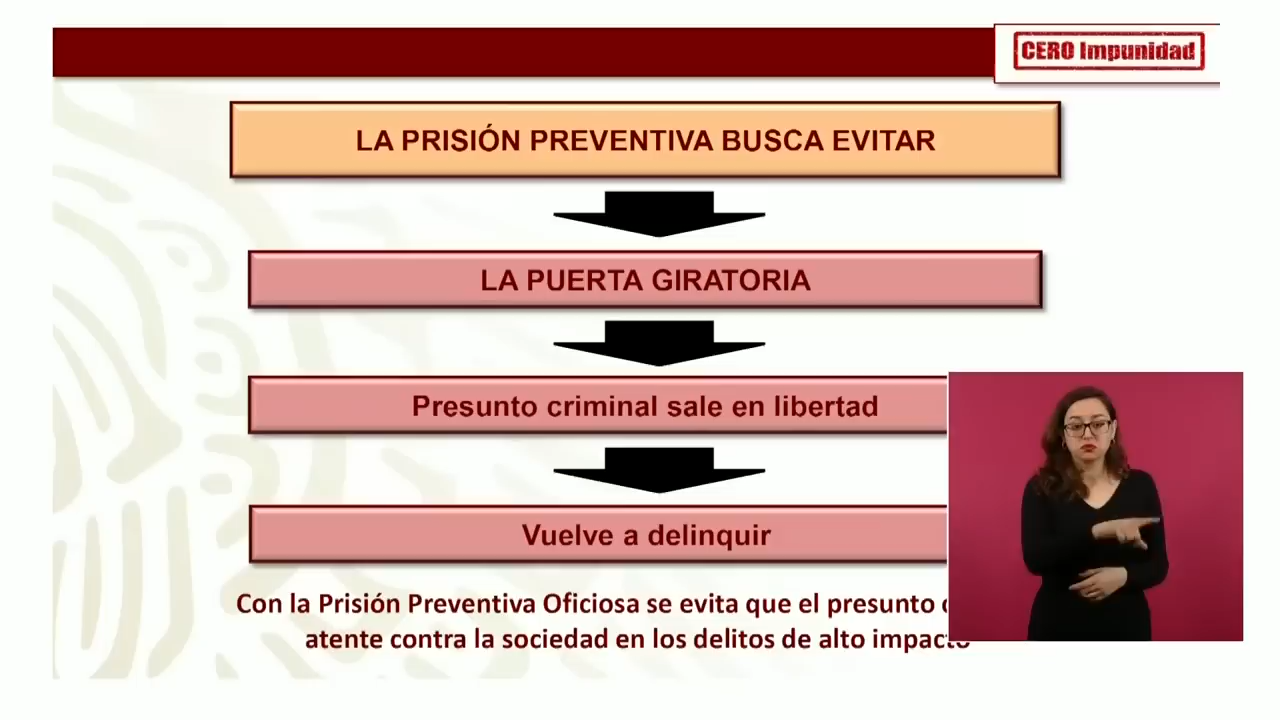 CERO Impunidad
LA PRISIÓN PREVENTIVA BUSCA EVITAR
LA PUERTA GIRATORIA
Presunto criminal sale en libertad
Vuelve a delinquir
Con la Prisión Preventiva Oficiosa se evita que el presunto
atente contra la sociedad en los delitos de alto impacto